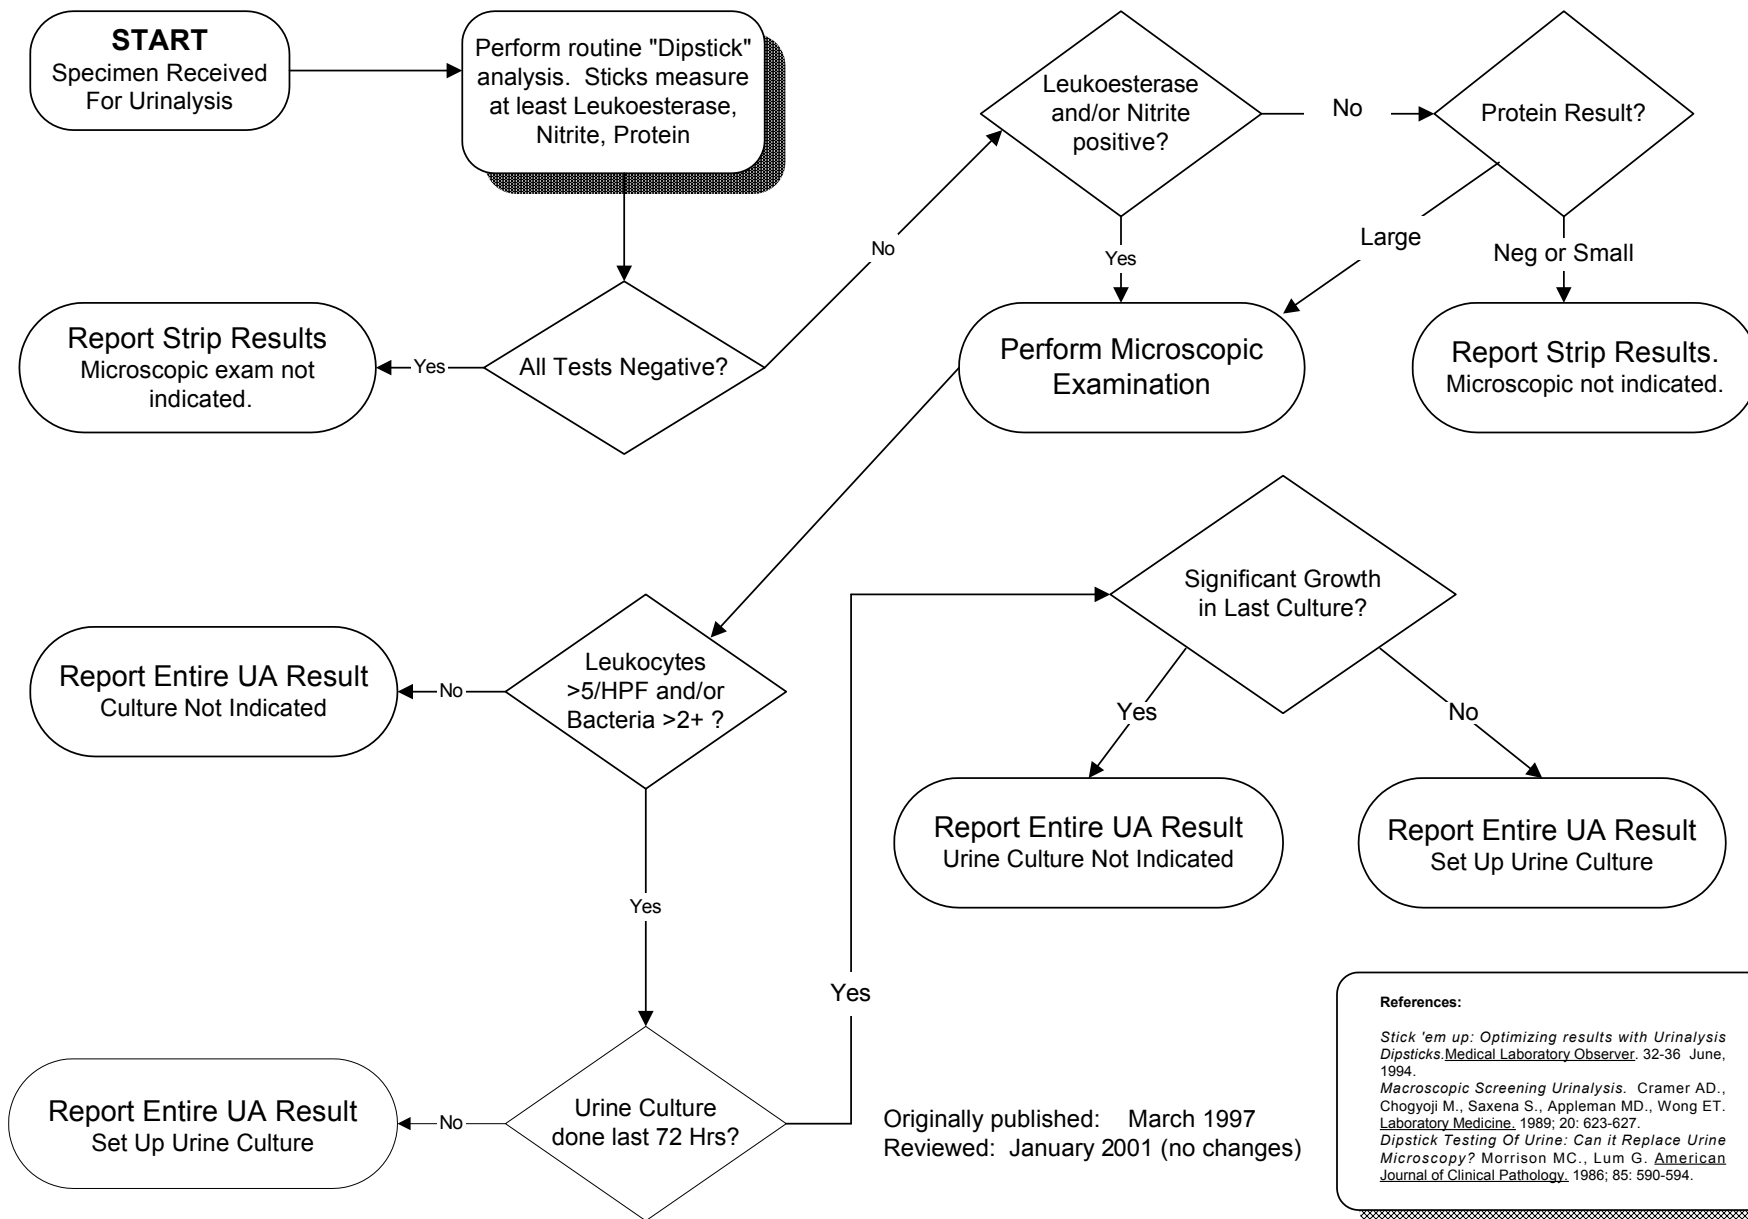 START
Specimen Received
For Urinalysis
Perform routine "Dipstick"
analysis.  Sticks measure
at least Leukoesterase,
Nitrite, Protein
Leukoesterase
and/or Nitrite
positive?
No
Protein Result?
No
Yes
Large
Neg or Small
Report Strip Results
Microscopic exam not
indicated.
Yes
All Tests Negative?
Perform Microscopic
Examination
Report Strip Results.
Microscopic not indicated.
Significant Growth
in Last Culture?
Report Entire UA Result
Culture Not Indicated
No
Leukocytes
>5/HPF and/or
Bacteria >2+ ?
Yes
No
Report Entire UA Result
Urine Culture Not Indicated
Report Entire UA Result
Set Up Urine Culture
Yes
Yes
Report Entire UA Result
Set Up Urine Culture
No
Urine Culture
done last 72 Hrs?
Originally published:    March 1997
Reviewed:  January 2001 (no changes)
References:
Stick 'em up: Optimizing results with Urinalysis
Dipsticks.Medical Laboratory Observer. 32-36 June,
1994.
Macroscopic Screening Urinalysis. Cramer AD.,
Chogyoji M., Saxena S., Appleman MD., Wong ET.
Laboratory Medicine. 1989; 20: 623-627.
Dipstick Testing Of Urine: Can it Replace Urine
Microscopy? Morrison MC., Lum G. American
Journal of Clinical Pathology. 1986; 85: 590-594.